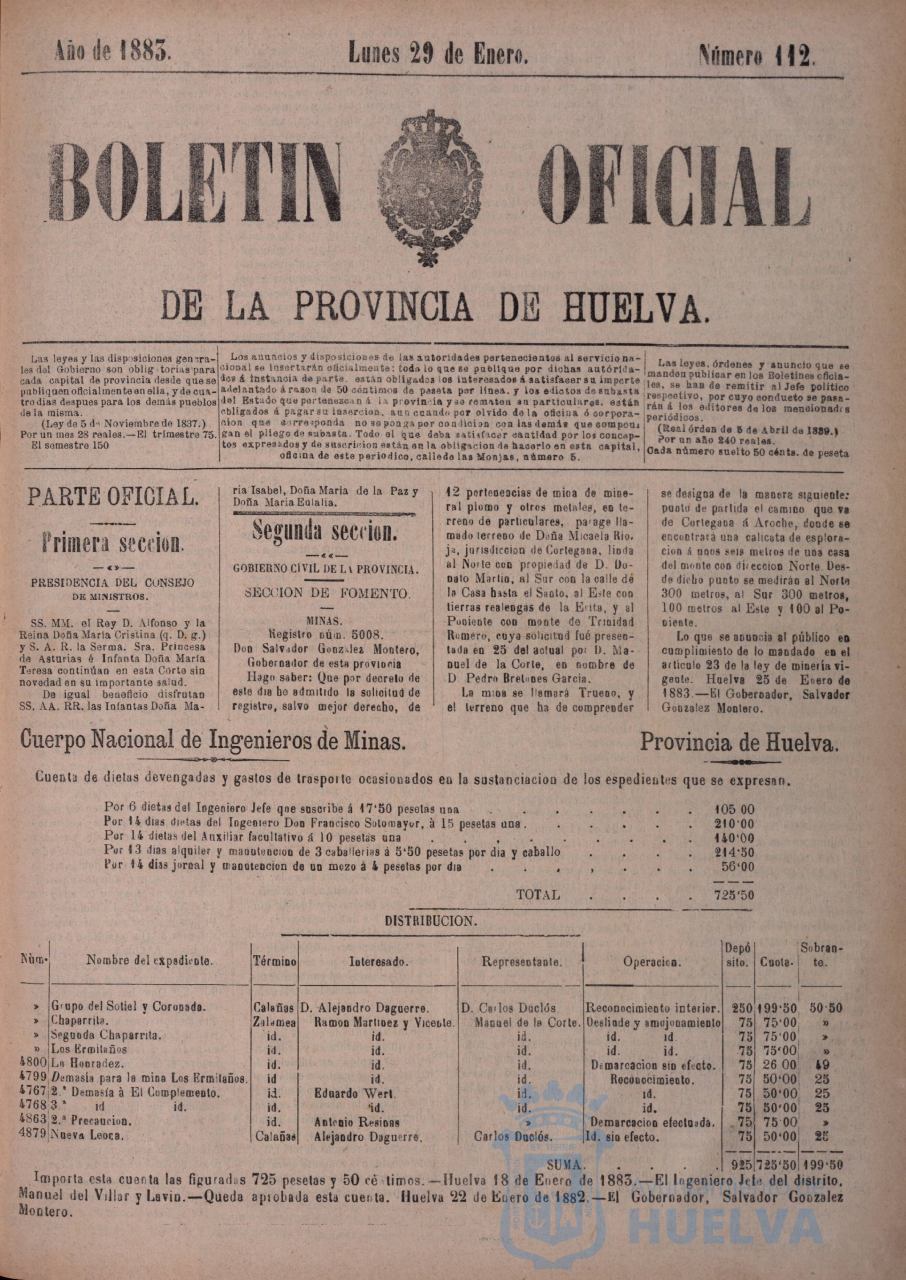 Año de 1883.
Lunes 29 de Enero.
Número 112.
BOLETIN OFICIAL
DE LA PROVINCIA DE HUELVA.
Las leyes y las disposiciones genera-
les del Gobierno son oblig torias para
cada capital de provincia desde que se
publiquen oficialmente en ella, y de cua-
tro dias despues para los demás pueblos
de la misma.
(Ley de 5 de Noviembre de 1837.)
Por un mes 28 reales.—El trimestre 75.
El semestre 150
Los anuncios y disposiciones de las autoridades pertenecientes al servicio na-
cional se insertarán oficialmente: todo lo que se publique por dichas autorida-
dos á instancia de parte, están obligados los interesados á satisfacer su importe
adelantado á razon de 50 céntimos de peseta por línea, y los edictos de subasta
del Estado que pertenezcan á la provincia y se rematen en particulares, están
obligados á pagar su insercion, aun cuando por olvido de la oficina ó corpora-
cion que corresponda no se ponga por condicion con las demás que compon-
gan el pliego de subasta. Todo el que deba satisfacer cantidad por los concep-
tos expresados y de suscricion están en la obligacion de hacerlo en esta capital,
oficina de este periodico, calle de las Monjas, número 5.
Las leyes, órdenes y anuncio que se
manden publicar en los Boletines oficia-
les, se han de remitir al Jefe político
respectivo, por cuyo conducto se pasa-
rán á los editores de los mencionados
periódicos.
(Real órden de 5 de Abril de 1839.)
Por un año 240 reales.
Cada número suelto 50 cénts. de peseta
PARTE OFICIAL.
Primera seccion.
PRESIDENCIA DEL CONSEJO
DE MINISTROS.
SS. MM. el Rey D. Alfonso y la
Reina Doña María Cristina (q. D. g.)
y S. A. R. la Serma. Sra. Princesa
de Asturias é Infanta Doña María
Teresa continúan en esta Corte sin
novedad en su importante salud.
De igual beneficio disfrutan
SS. AA. RR. las Infantas Doña Ma-
ria Isabel, Doña Maria de la Paz y
Doña Maria Eulalia.
Segunda seccion.
GOBIERNO CIVIL DE LA PROVINCIA.
SECCION DE FOMENTO.
MINAS.
Registro núm. 5008.
Don Salvador Gonzalez Montero,
Gobernador de esta provincia
Hago saber: Que por decreto de
este dia he admitido la solicitud de
registro, salvo mejor derecho, de
12 pertenencias de mina de mine-
ral plomo y otros metales, en te-
rreno de particulares, parage lla-
mado terreno de Doña Micaela Rio-
ja, jurisdiccion de Cortegana, linda
al Norte con propiedad de D. Do-
nato Martin, al Sur con la calle de
la Casa hasta el Santo, al Este con
tierras realengas de la Erita, y al
Poniente con monte de Trinidad
Romero, cuya solicitud fué presen-
tada en 25 del actual por D. Ma-
nuel de la Corte, en nombre de
D Pedro Bretones Garcia.
La mina se llamará Trueno, y
el terreno que ha de comprender
se designa de la manera siguiente:
punto de partida el camino que va
de Cortegana á Aroche, donde se
encontrará una calicata de esplora-
cion á unos seis metros de una casa
del monte con direccion Norte. Des-
de dicho punto se medirán al Norte
300 metros, al Sur 300 metros,
100 metros al Este y 100 al Po-
niente.
Lo que se anuncia al público en
cumplimiento de lo mandado en el
articulo 23 de la ley de minería vi-
gente. Huelva 25 de Enero de
1883.—El Gobernador, Salvador
Gonzalez Montero.
Cuerpo Nacional de Ingenieros de Minas.
Provincia de Huelva.
Cuenta de dietas devengadas y gastos de trasporte ocasionados en la sustanciacion de los espedientes que se expresan.
Por 6 dietas del Ingeniero Jefe que suscribe á 17'50 pesetas una . . . . . . 105 00
Por 14 dias dietas del Ingeniero Don Francisco Sotomayor, à 15 pesetas una . . . . . 210'00
Por 14 dietas del Auxiliar facultativo á 10 pesetas una . . . . . . . 140'00
Por 13 dias alquiler y manutencion de 3 caballerias á 5'50 pesetas por dia y caballo . . . . 214'50
Por 14 dias jornal y manutencion de un mozo á 4 pesetas por dia . . . . . . 56'00
TOTAL . . . . 725'50
DISTRIBUCION.
Núm. Nombre del expediente. Término Interesado. Representante. Operacion. Depó sito. Cuota. Sobran- te.
» Grupo del Sotiel y Coronada. Calañas D. Alejandro Daguerre. D. Carlos Duclós. Reconocimiento interior. 250 199'50 50'50
» Chaparrita. Zalamea Ramon Martinez y Vicente. Manuel de la Corte. Deslinde y amojonamiento 75 75'00 »
» Segunda Chaparrita. id. id. id. id. id. 75 75'00 »
» Los Ermitaños id. id. id. id. id. 75 75'00 »
4800 La Honradez. id. id. id. Demarcacion sin efecto. 75 26 00 49
4799 Demasia para la mina Los Ermitaños. id id. id. Reconocimiento. 75 50'00 25
4767 2.ª Demasía à El Complemento. id. Eduardo Wert. id. id. 75 50'00 25
4768 3.ª id id. id. id. id. id. 75 50'00 25
4863 2.ª Precaucion. id. Antonio Resinas » Demarcacion efectuada. 75 75 00 »
4879 Nueva Leoca. Calañas Alejandro Daguerre. Carlos Duclós. Id. sin efecto. 75 50'00 25
SUMA. . . . . 925 725'50 199'50
Importa esta cuenta las figuradas 725 pesetas y 50 cé timos.—Huelva 18 de Enero de 1883.—El Ingeniero Jefe del distrito,
Manuel del Villar y Lavin.—Queda aprobada esta cuenta. Huelva 22 de Enero de 1882.—El Gobernador, Salvador Gonzalez
Montero.
HUELVA